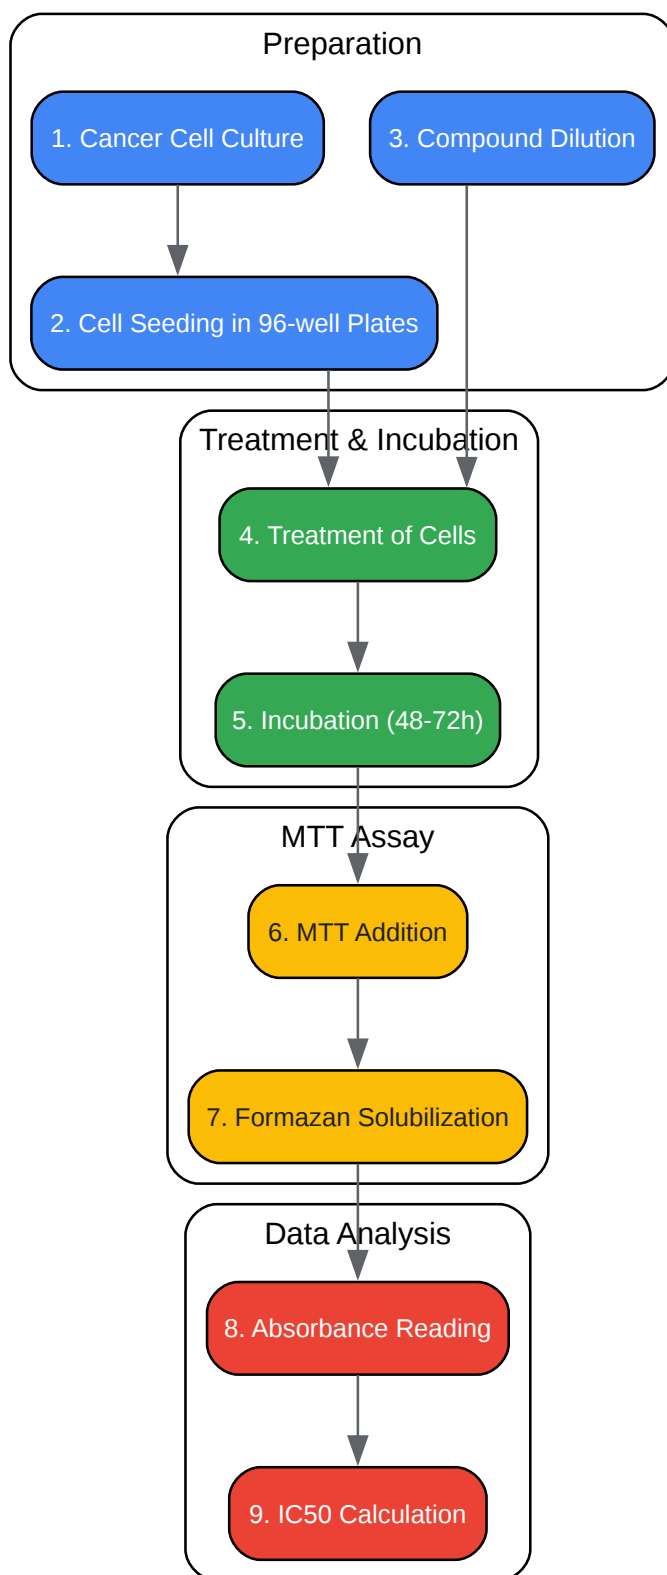 Preparation
1. Cancer Cell Culture
3. Compound Dilution
2. Cell Seeding in 96-well Plates
Treatment & Incubation
4. Treatment of Cells
5. Incubation (48-72h)
MTT Assay
6. MTT Addition
7. Formazan Solubilization
Data Analysis
8. Absorbance Reading
9. IC50 Calculation